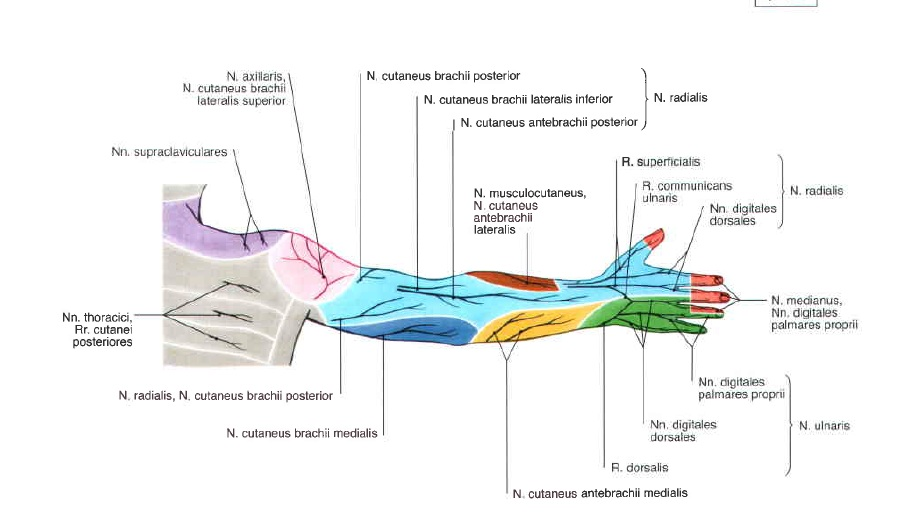 N. axillaris,
N. cutaneus brachii
lateralis superior
N. cutaneus brachii posterior
N. cutaneus brachii lateralis inferior
N. cutaneus antebrachii posterior
N. radialis
Nn. supraclaviculares
N. musculocutaneus,
N. cutaneus
antebrachii
lateralis
R. superficialis
R. communicans
ulnaris
Nn. digitales
dorsales
N. radialis
Nn. thoracici,
Rr. cutanei
posteriores
N. medianus,
Nn. digitales
palmares proprii
N. radialis, N. cutaneus brachii posterior
N. cutaneus brachii medialis
Nn. digitales
palmares proprii
Nn. digitales
dorsales
N. ulnaris
R. dorsalis
N. cutaneus antebrachii medialis